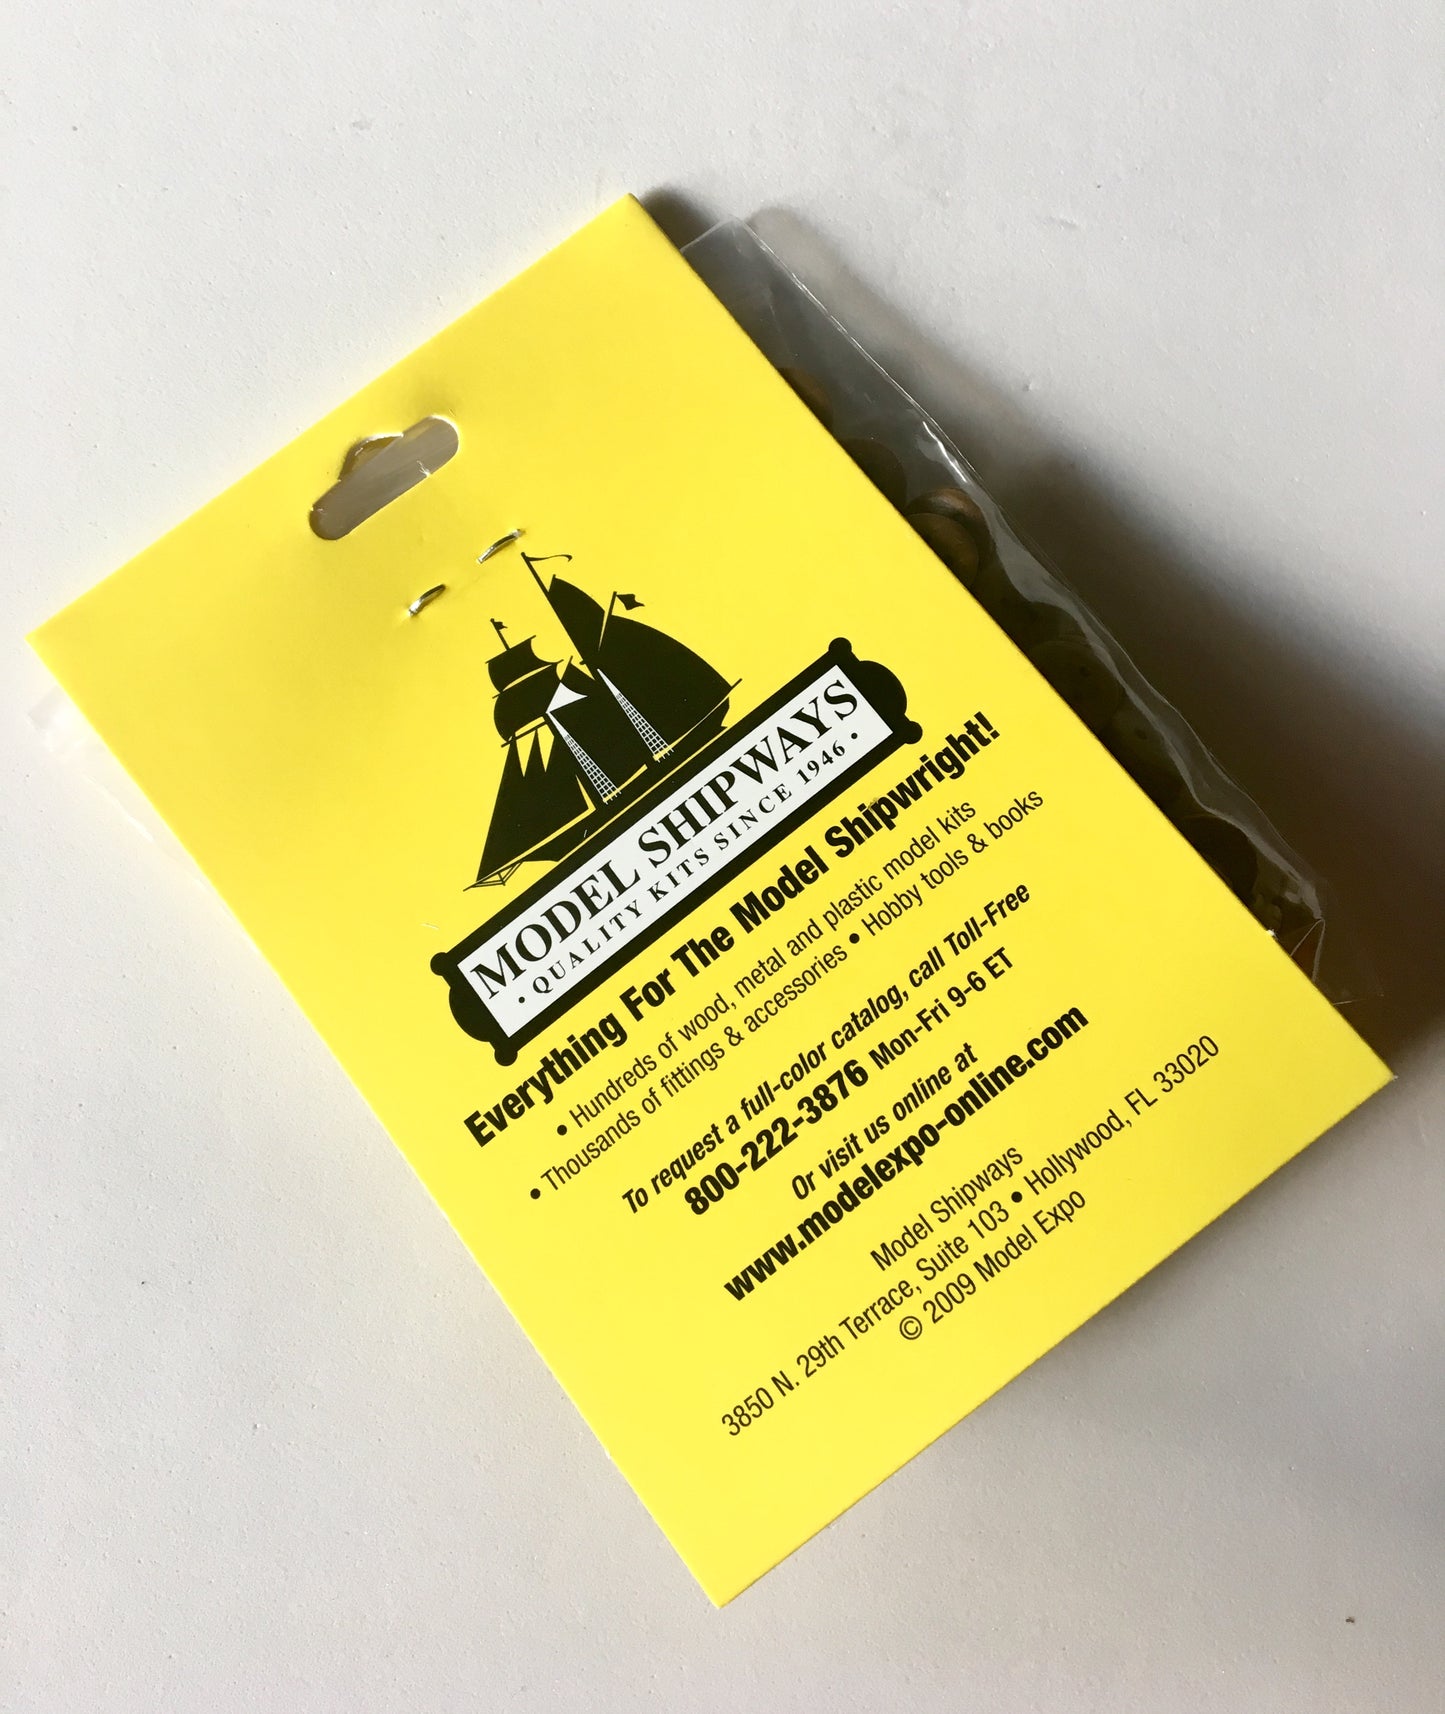 MODEL SHIPWAYS
• QUALITY KITS SINCE 1946 •
Everything For The Model Shipwright!
• Hundreds of wood, metal and plastic model kits
• Thousands of fittings & accessories • Hobby tools & books
To request a full-color catalog, call Toll-Free
800-222-3876 Mon-Fri 9-6 ET
Or visit us online at
www.modelexpo-online.com
Model Shipways
3850 N. 29th Terrace, Suite 103 • Hollywood, FL 33020
© 2009 Model Expo